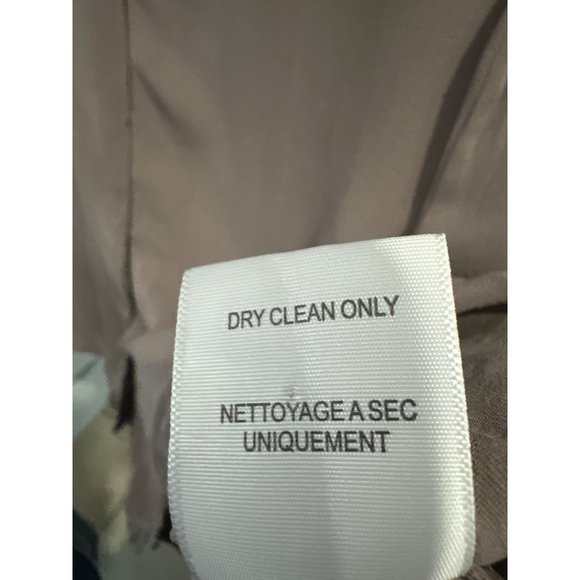 DRY CLEAN ONLY
NETTOYAGE A SEC
UNIQUEMENT